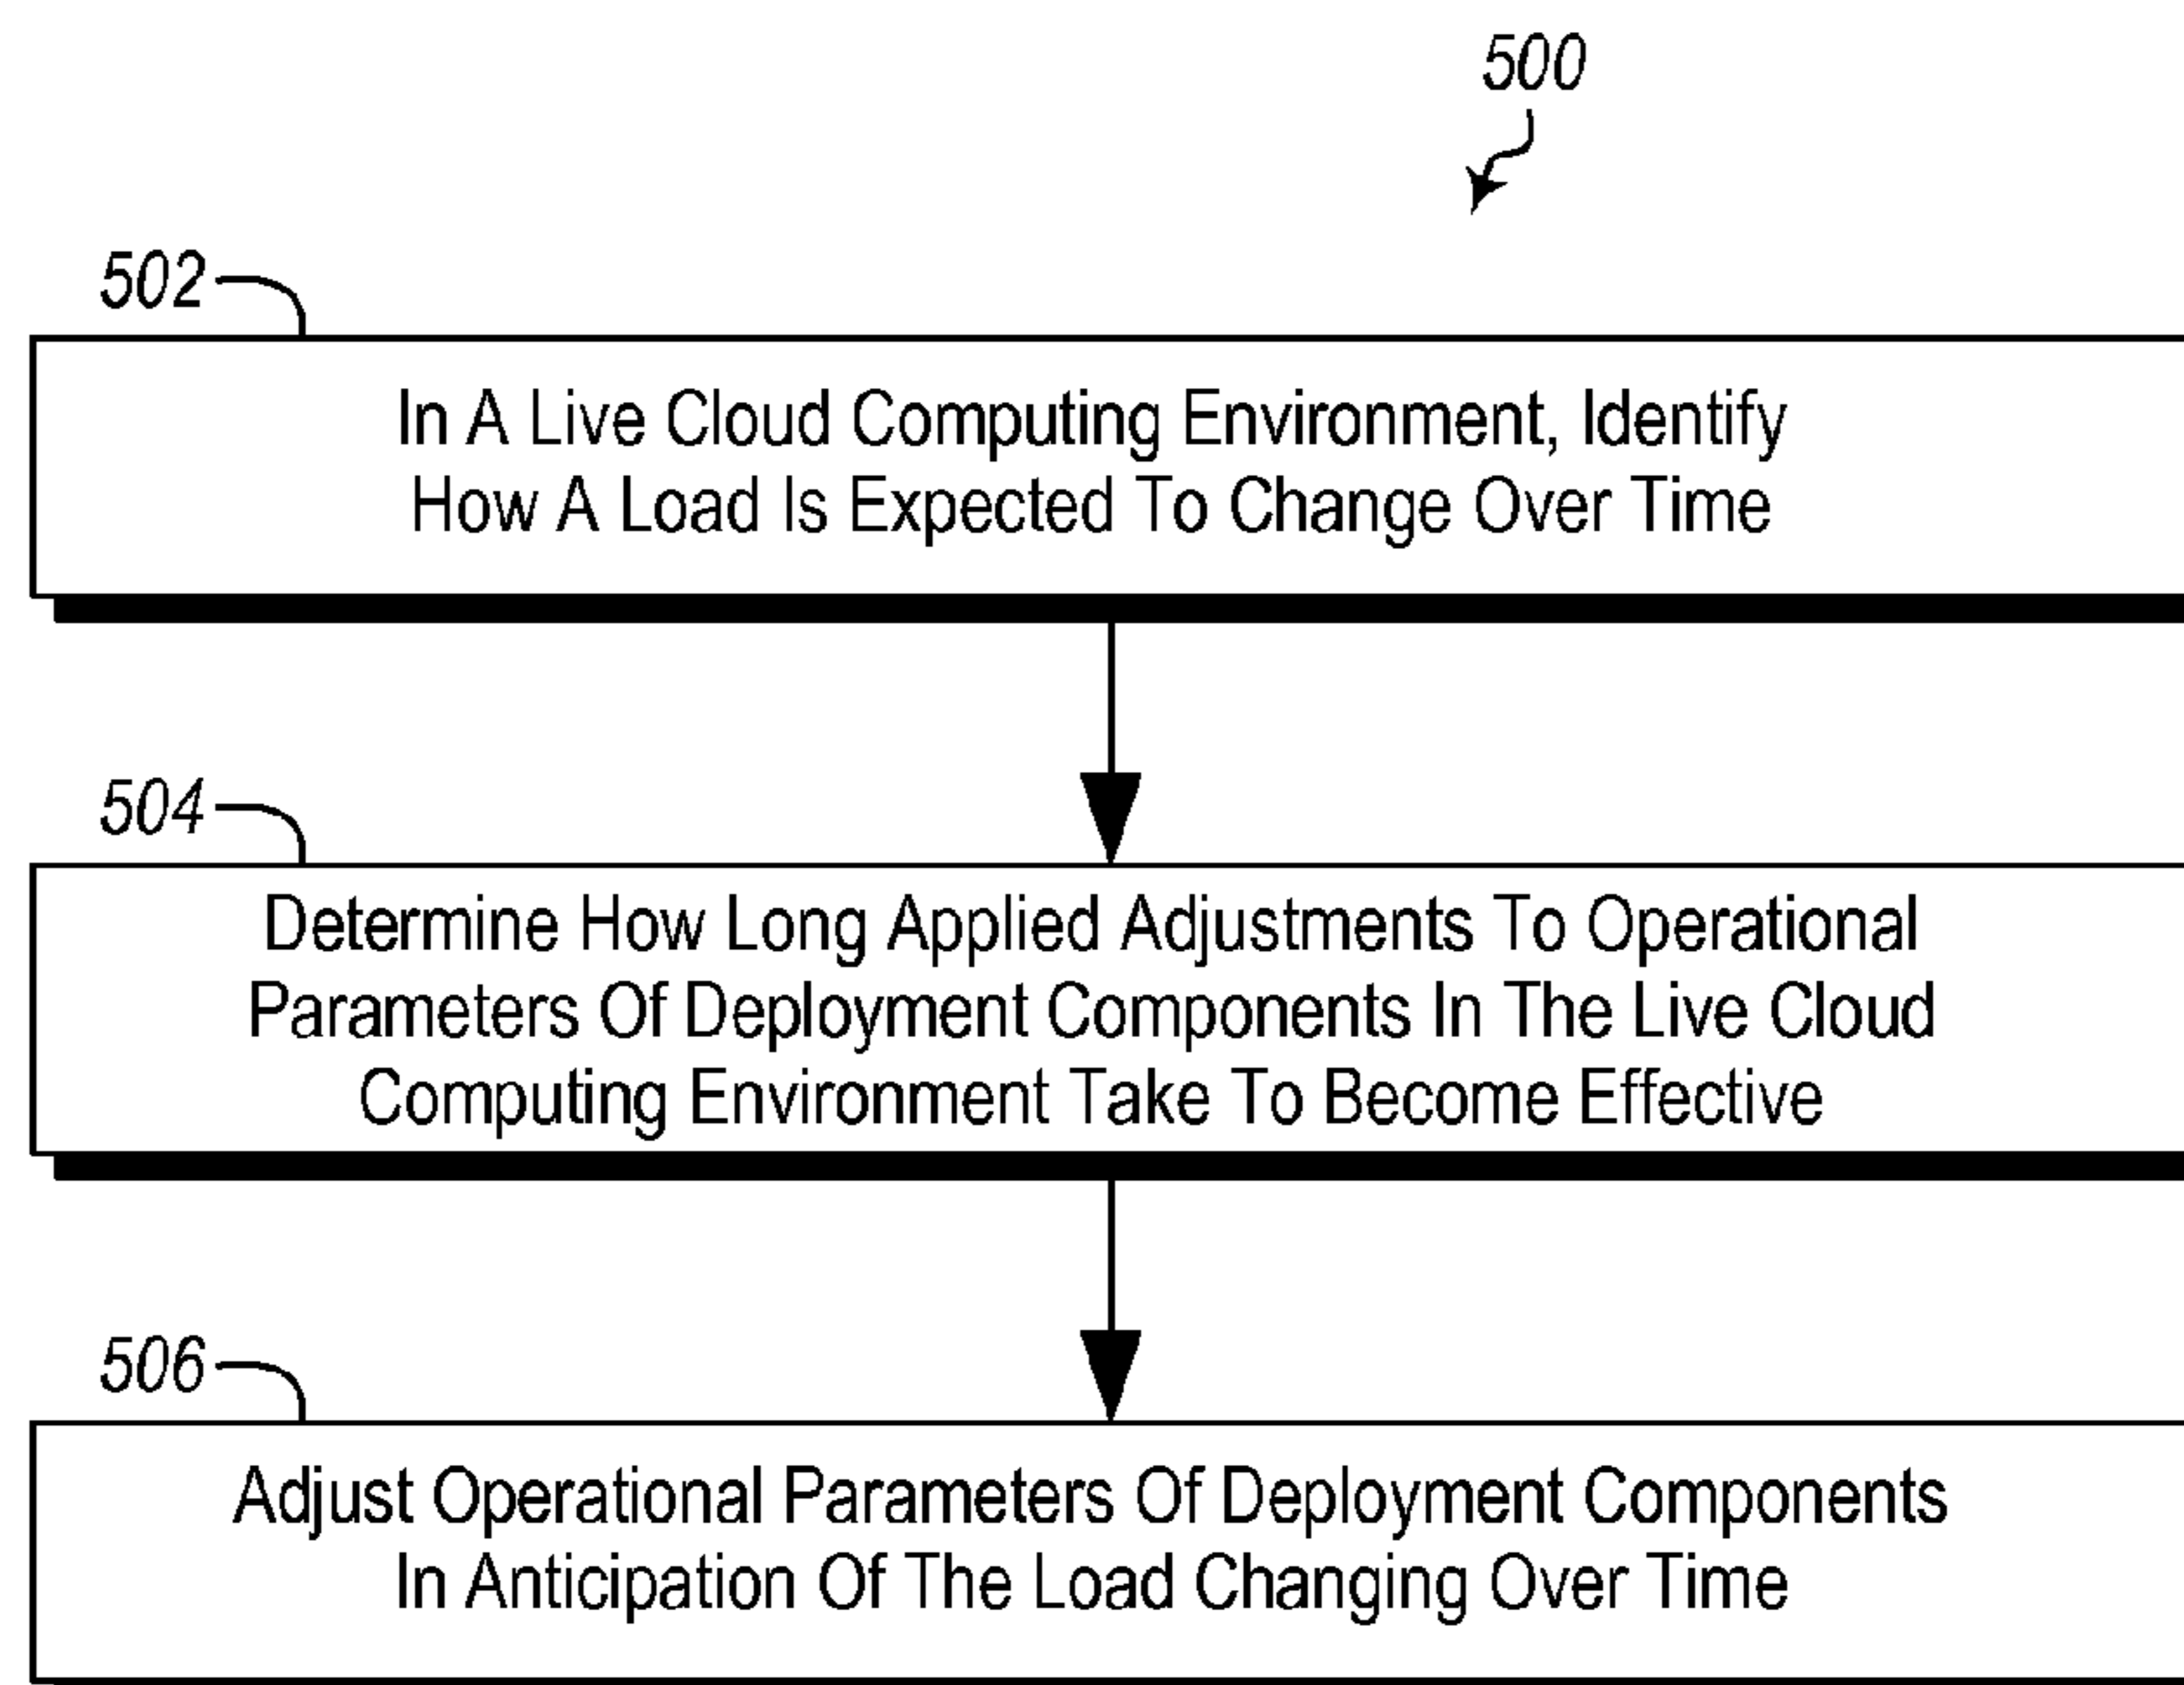 500
502
In A Live Cloud Computing Environment, Identify
How A Load Is Expected To Change Over Time
504
Determine How Long Applied Adjustments To Operational
Parameters Of Deployment Components In The Live Cloud
Computing Environment Take To Become Effective
506
Adjust Operational Parameters Of Deployment Components
In Anticipation Of The Load Changing Over Time